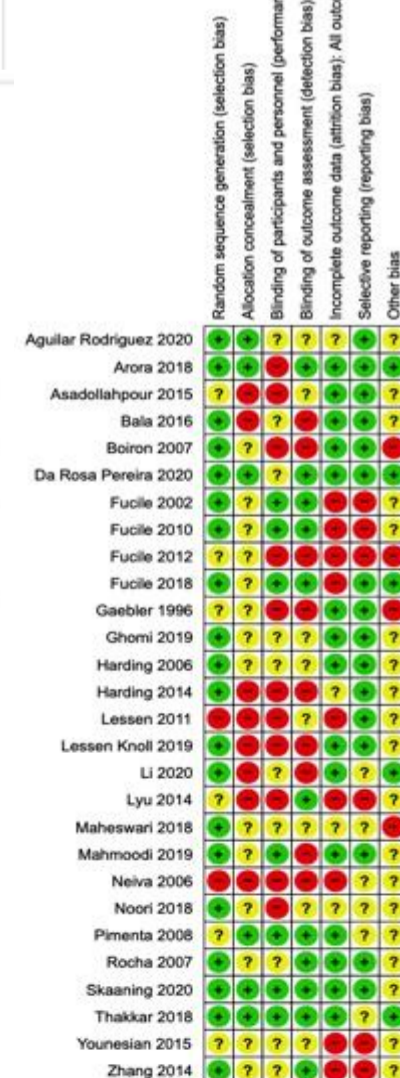 Random sequence generation (selection bias)
Allocation concealment (selection bias)
Blinding of participants and personnel (performan
Blinding of outcome assessment (detection bias)
Incomplete outcome data (attrition bias): All outco
Selective reporting (reporting bias)
Other bias
Aguilar Rodriguez 2020 + + ? ? ? + ?
Arora 2018 + + - + + + +
Asadollahpour 2015 ? - - ? + + ?
Bala 2016 + - ? - + + ?
Boiron 2007 + ? - - + + -
Da Rosa Pereira 2020 + + ? + + + +
Fucile 2002 + ? + + - - ?
Fucile 2010 + ? + + - - ?
Fucile 2012 ? ? - - - - -
Fucile 2018 + ? + + - + +
Gaebler 1996 ? ? - - + + -
Ghomi 2019 + ? ? ? + + ?
Harding 2006 + ? ? ? + + ?
Harding 2014 + - - - ? + ?
Lessen 2011 - - - ? - + ?
Lessen Knoll 2019 + - - - + + ?
Li 2020 + - ? - + ? +
Lyu 2014 ? - - + - - ?
Maheswari 2018 + ? ? ? ? ? -
Mahmoodi 2019 + ? + - + + ?
Neiva 2006 - - - - - ? ?
Noori 2018 + ? - ? ? ? ?
Pimenta 2008 ? + + + + ? ?
Rocha 2007 + ? ? + + + ?
Skaaning 2020 + + + + + + ?
Thakkar 2018 + + + + + ? +
Younesian 2015 ? ? ? ? - - ?
Zhang 2014 + ? ? + - - ?